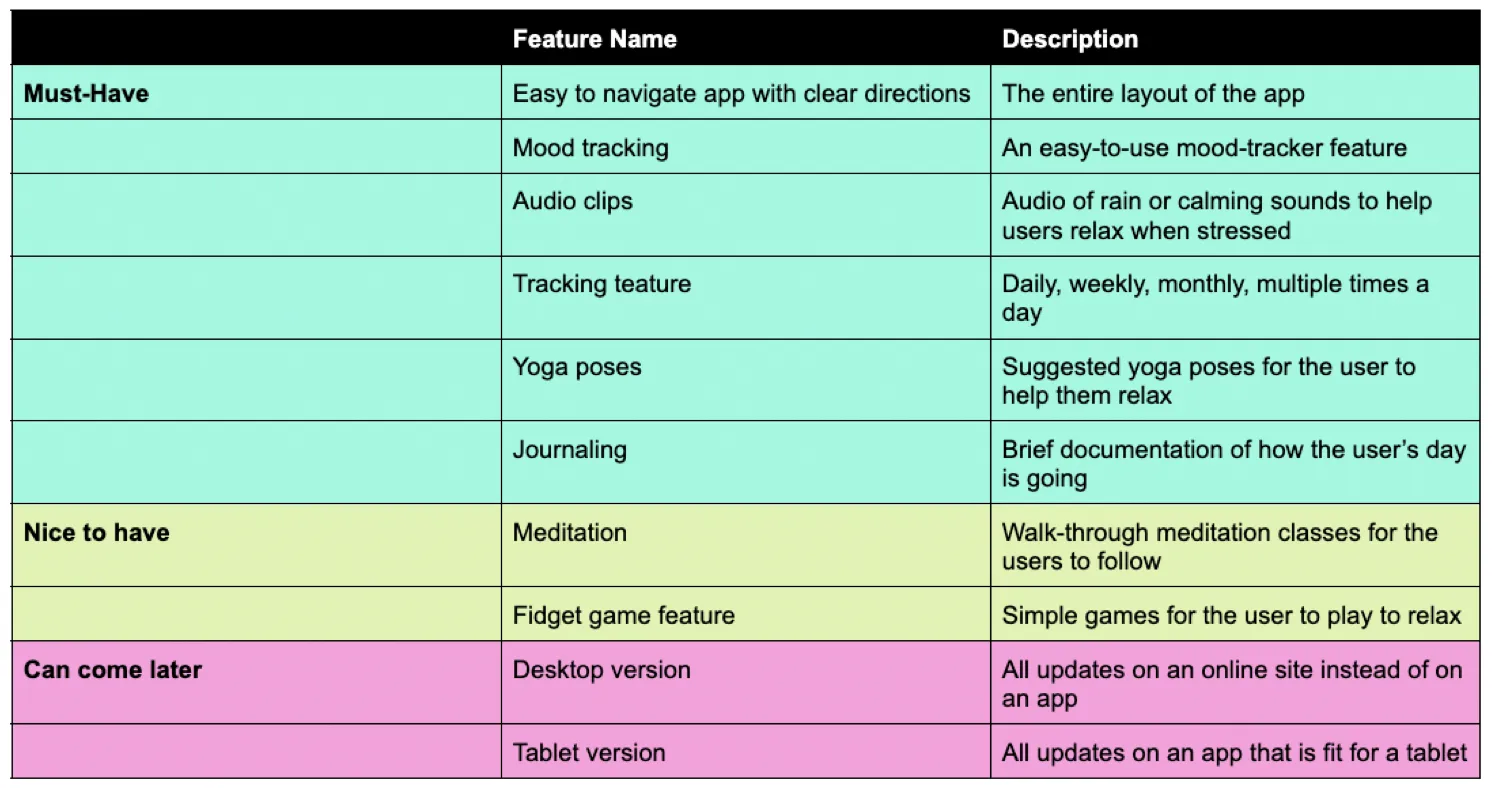 Feature Name Description
Must-Have Easy to navigate app with clear directions The entire layout of the app
Mood tracking An easy-to-use mood-tracker feature
Audio clips Audio of rain or calming sounds to help
users relax when stressed
Tracking teature Daily, weekly, monthly, multiple times a
day
Yoga poses Suggested yoga poses for the user to
help them relax
Journaling Brief documentation of how the user’s day
is going
Nice to have Meditation Walk-through meditation classes for the
users to follow
Fidget game feature Simple games for the user to play to relax
Can come later Desktop version All updates on an online site instead of on
an app
Tablet version All updates on an app that is fit for a tablet